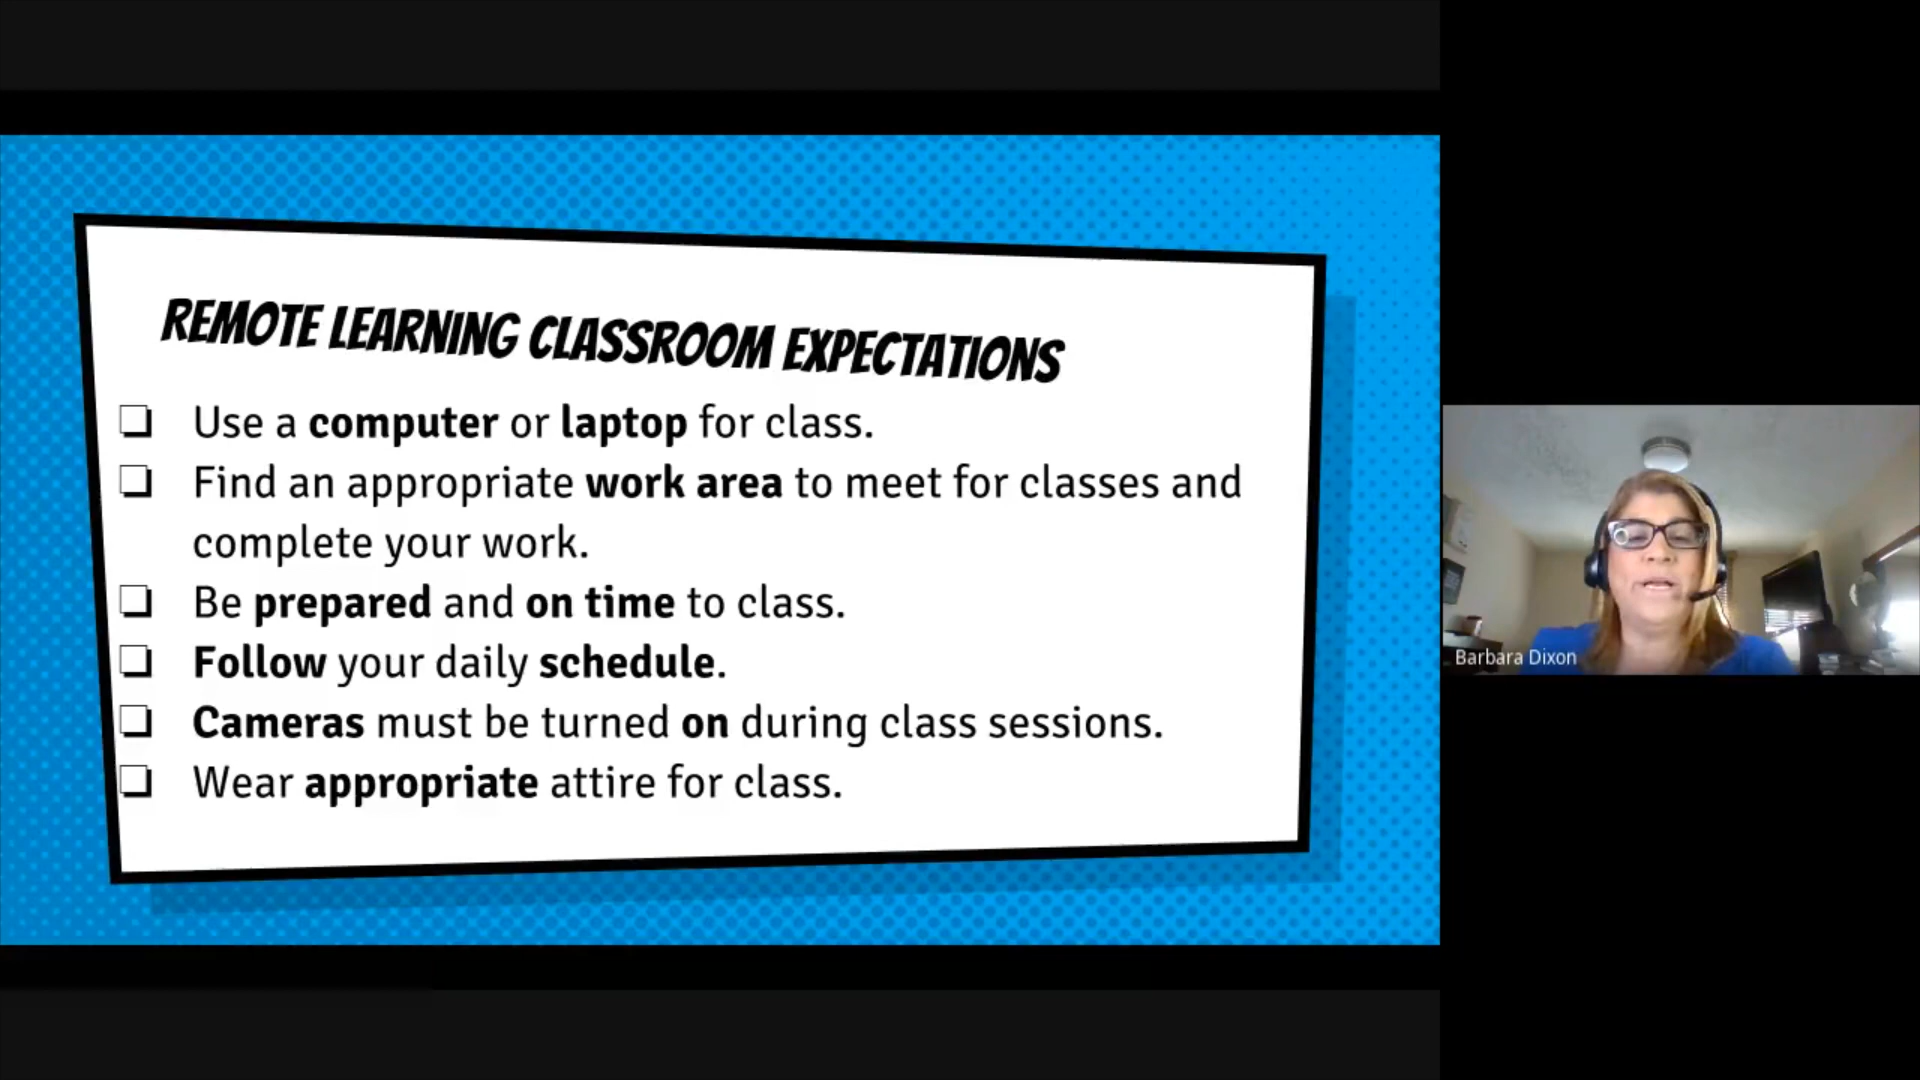 REMOTE LEARNING CLASSROOM EXPECTATIONS
❏ Use a computer or laptop for class.
❏ Find an appropriate work area to meet for classes and
complete your work.
❏ Be prepared and on time to class.
❏ Follow your daily schedule.
❏ Cameras must be turned on during class sessions.
❏ Wear appropriate attire for class.
Barbara Dixon